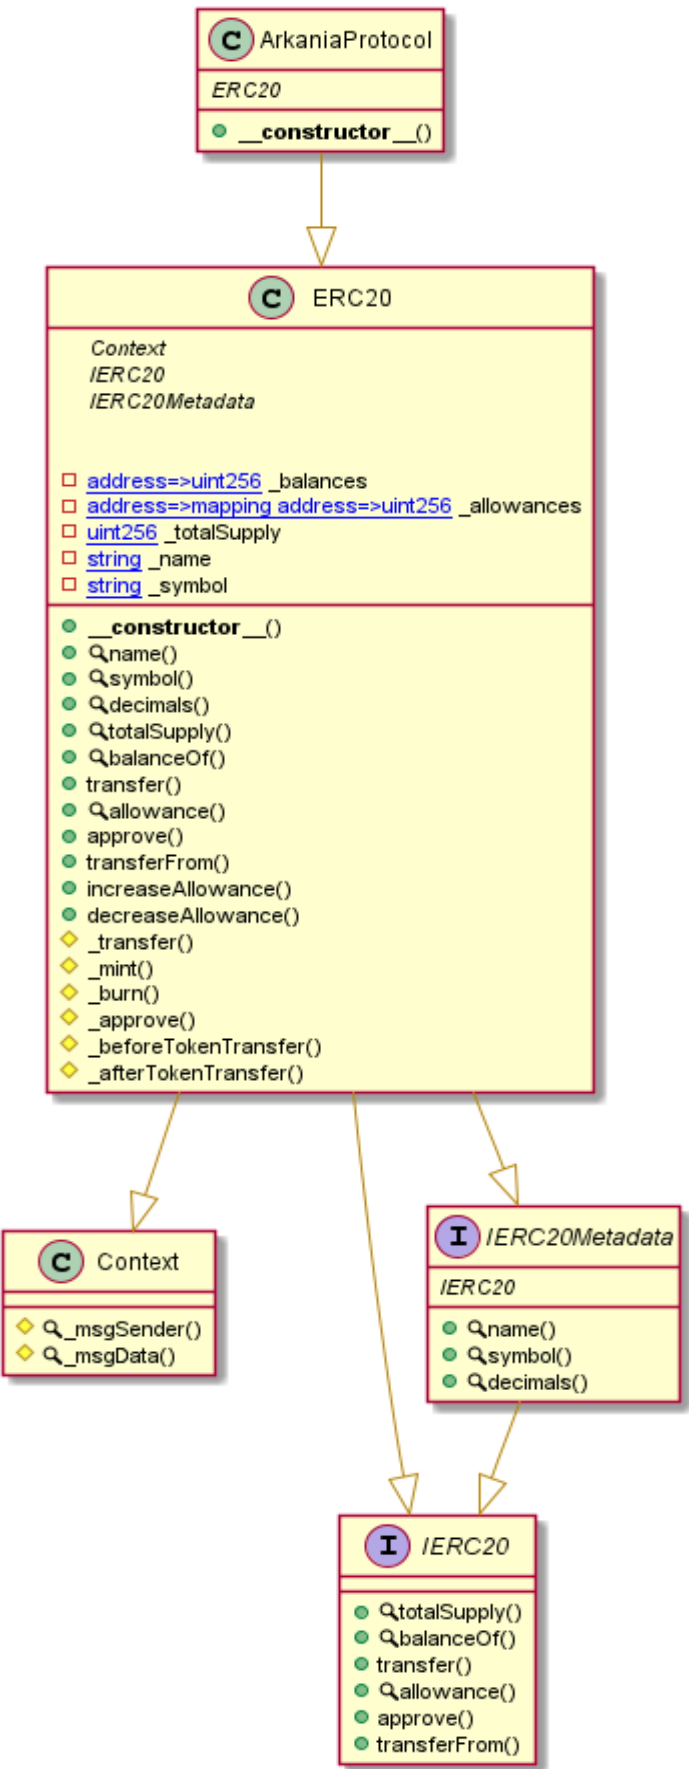 C ArkaniaProtocol
ERC20
__constructor__()
C ERC20
Context
IERC20
IERC20Metadata
address=>uint256 _balances
address=>mapping address=>uint256 _allowances
uint256 _totalSupply
string _name
string _symbol
__constructor__()
name()
symbol()
decimals()
totalSupply()
balanceOf()
transfer()
allowance()
approve()
transferFrom()
increaseAllowance()
decreaseAllowance()
_transfer()
_mint()
_burn()
_approve()
_beforeTokenTransfer()
_afterTokenTransfer()
C Context
_msgSender()
_msgData()
I IERC20Metadata
IERC20
name()
symbol()
decimals()
I IERC20
totalSupply()
balanceOf()
transfer()
allowance()
approve()
transferFrom()